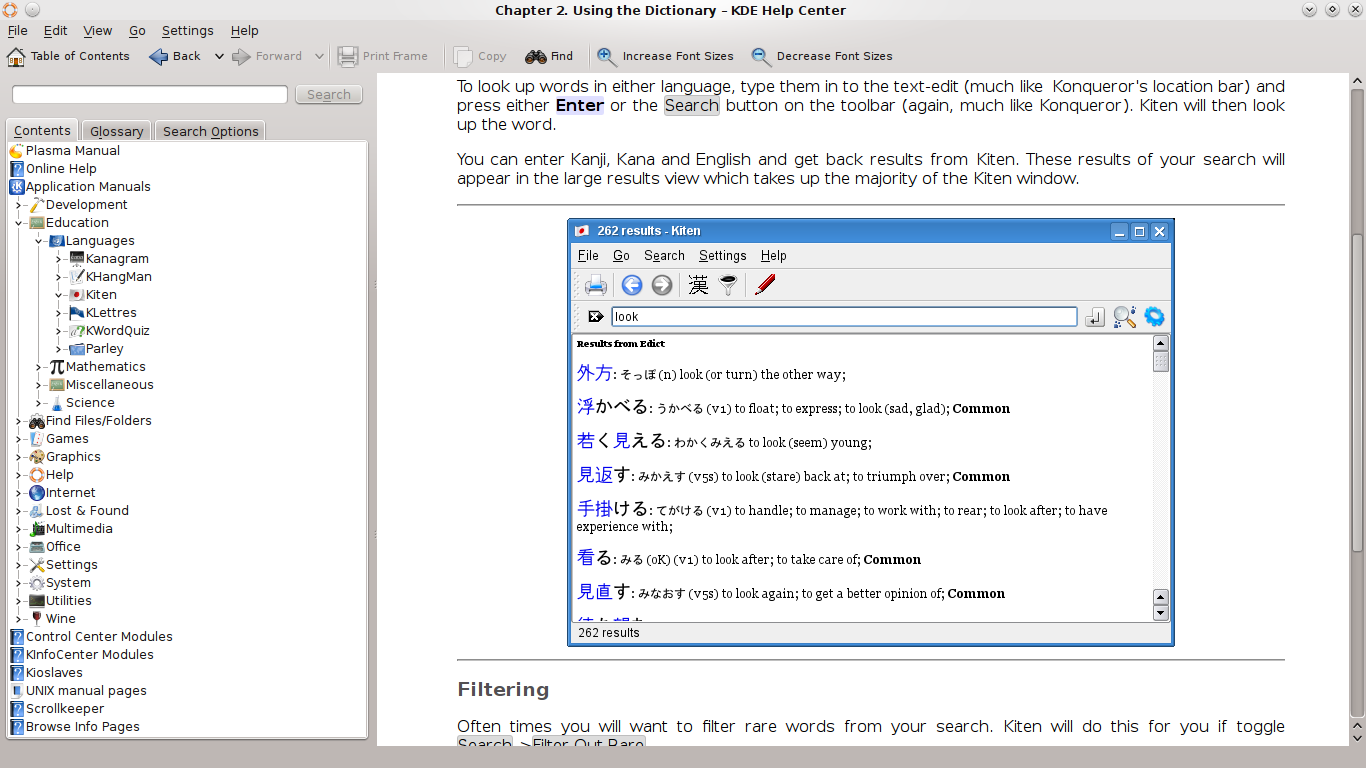 Chapter 2. Using the Dictionary – KDE Help Center
File Edit View Go Settings Help
Table of Contents Back Forward Print Frame Copy Find Increase Font Sizes Decrease Font Sizes
Search
Contents Glossary Search Options
Plasma Manual
Online Help
Application Manuals
Development
Education
Languages
Kanagram
KHangMan
Kiten
KLettres
KWordQuiz
Parley
Mathematics
Miscellaneous
Science
Find Files/Folders
Games
Graphics
Help
Internet
Lost & Found
Multimedia
Office
Settings
System
Utilities
Wine
Control Center Modules
KInfoCenter Modules
Kioslaves
UNIX manual pages
Scrollkeeper
Browse Info Pages
To look up words in either language, type them in to the text-edit (much like Konqueror's location bar) and
press either Enter or the Search button on the toolbar (again, much like Konqueror). Kiten will then look
up the word.
You can enter Kanji, Kana and English and get back results from Kiten. These results of your search will
appear in the large results view which takes up the majority of the Kiten window.
262 results - Kiten
File Go Search Settings Help
漢
look
Results from Edict
外方: そっぽ (n) look (or turn) the other way;
浮かべる: うかべる (v1) to float; to express; to look (sad, glad); Common
若く見える: わかくみえる to look (seem) young;
見返す: みかえす (v5s) to look (stare) back at; to triumph over; Common
手掛ける: てがける (v1) to handle; to manage; to work with; to rear; to look after; to have
experience with;
看る: みる (oK) (v1) to look after; to take care of; Common
見直す: みなおす (v5s) to look again; to get a better opinion of; Common
262 results
Filtering
Often times you will want to filter rare words from your search. Kiten will do this for you if toggle
Search->Filter Out Rare